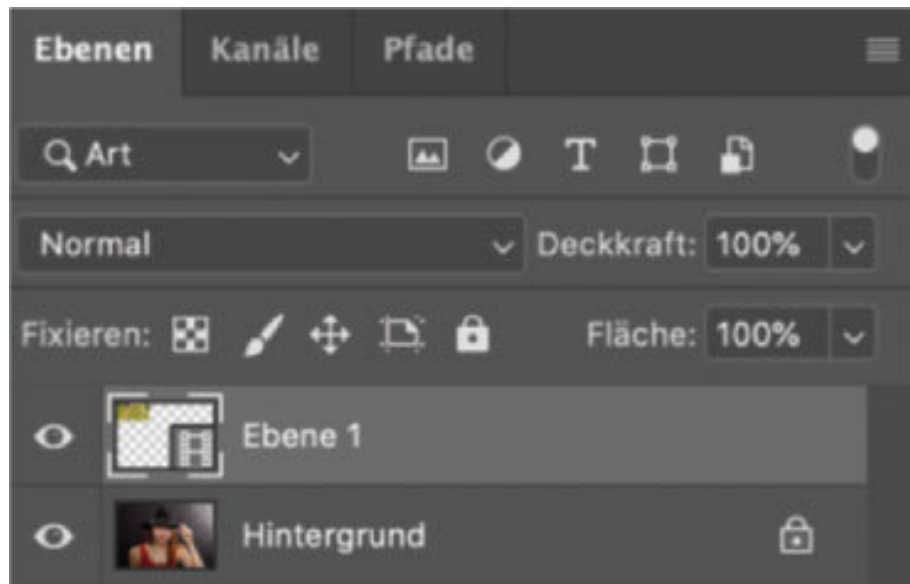 Ebenen Kanäle Pfade
Art
Normal Deckkraft: 100%
Fixieren: Fläche: 100%
Ebene 1
Hintergrund